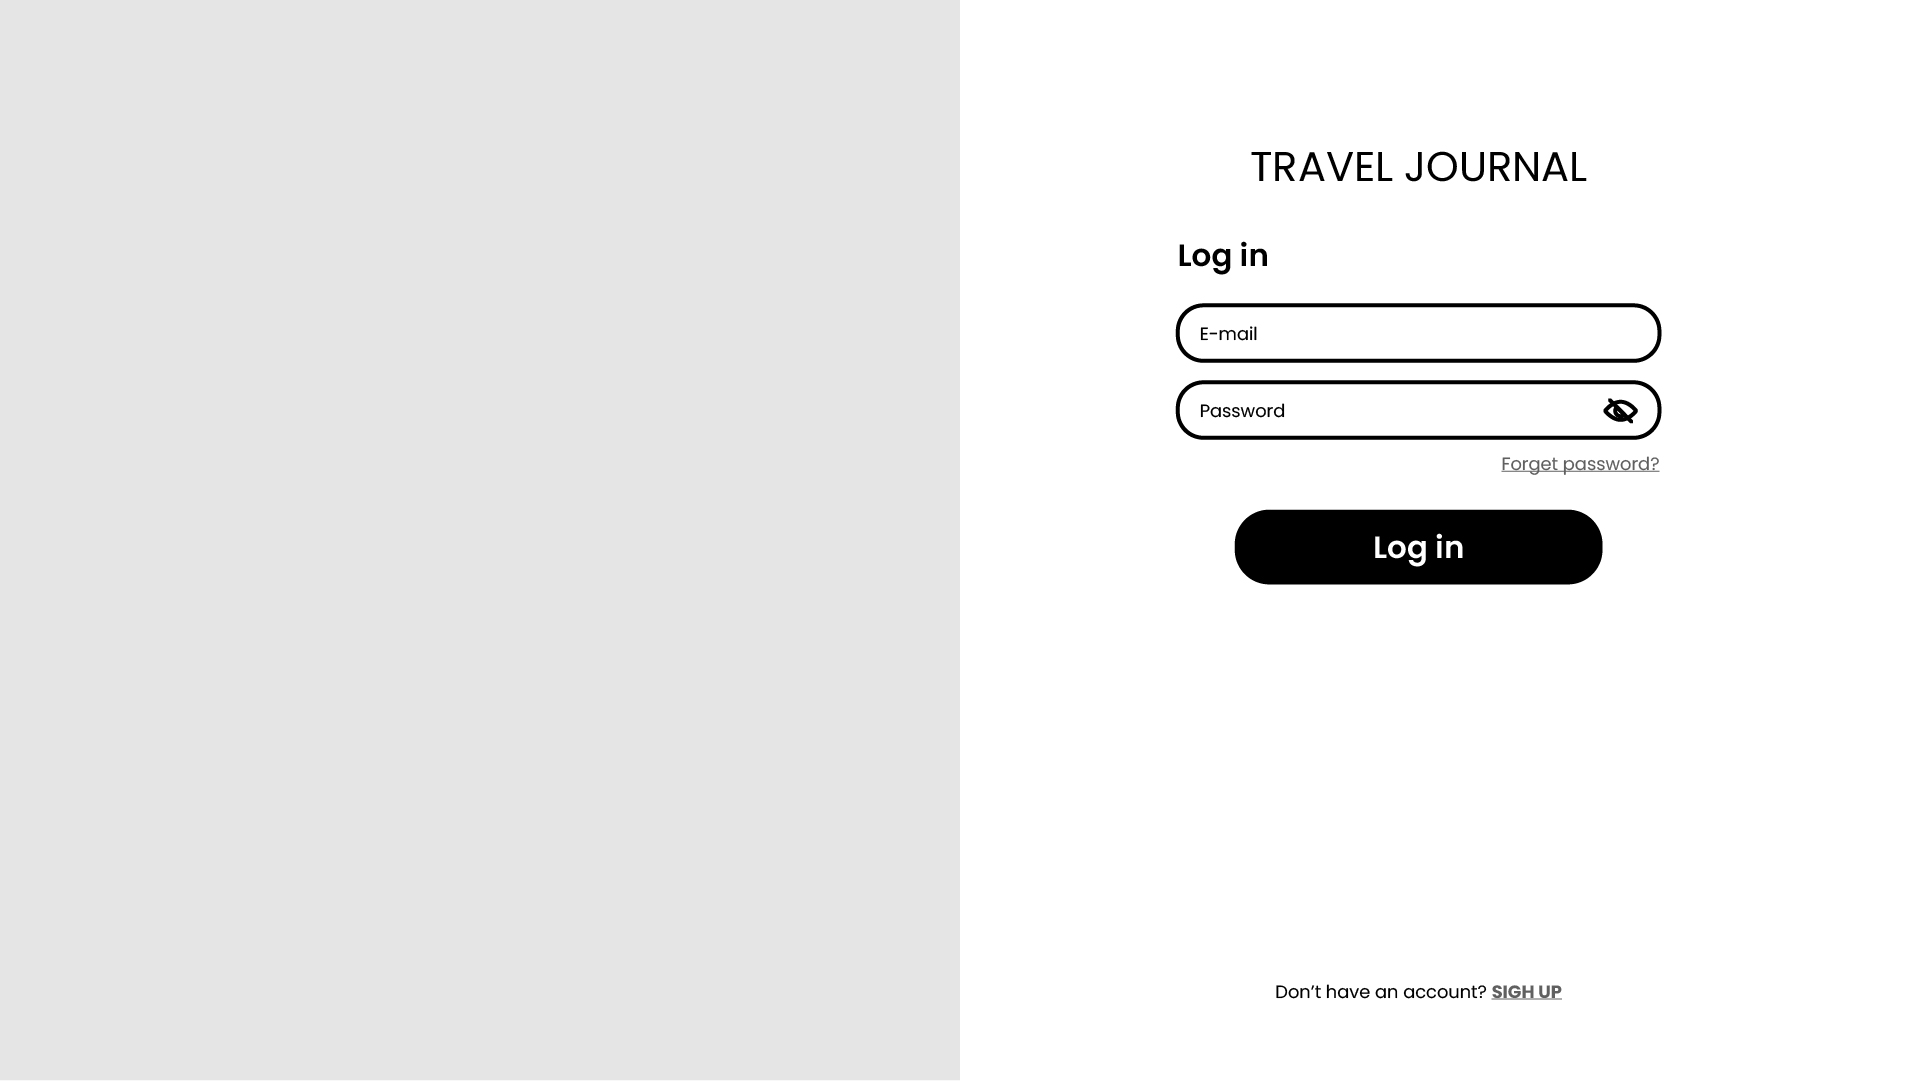 TRAVEL JOURNAL
Log in
E-mail
Password
Forget password?
Log in
Don’t have an account? SIGH UP